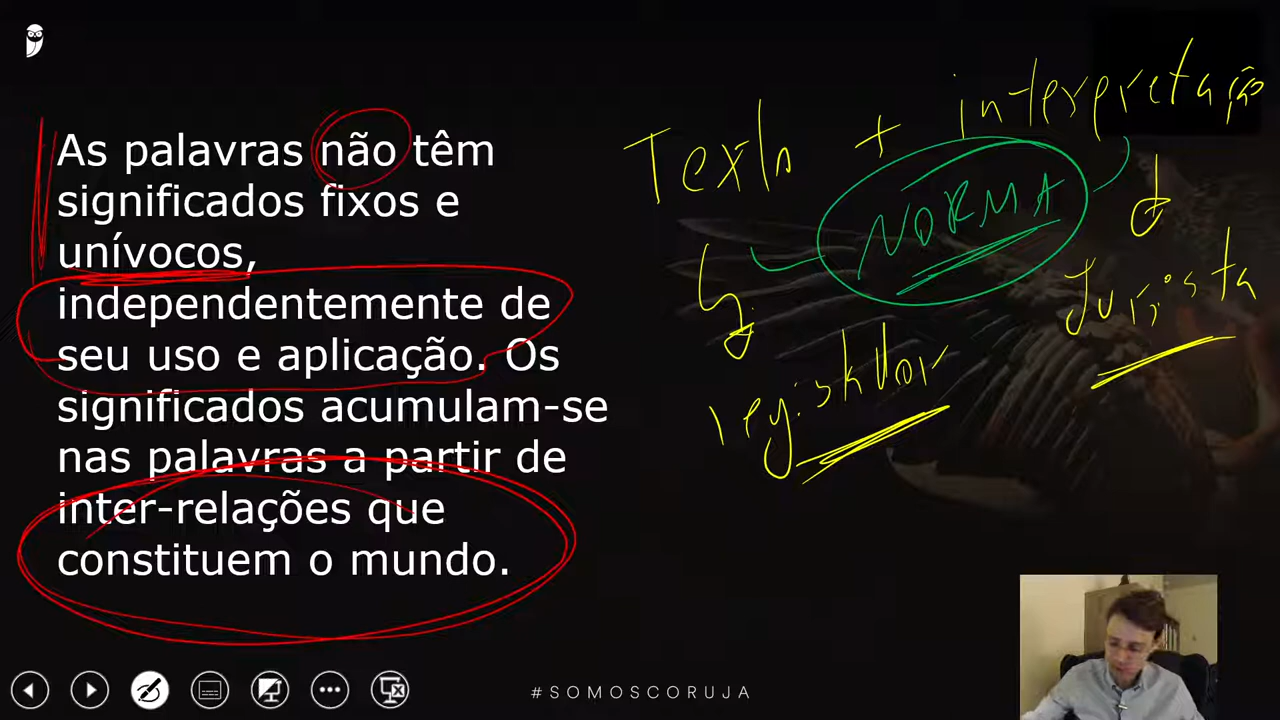 As palavras não têm
significados fixos e
unívocos,
independentemente de
seu uso e aplicação. Os
significados acumulam-se
nas palavras a partir de
inter-relações que
constituem o mundo.
Texto + interpretação
NORMA
Jurista
legislador
#SOMOSCORUJA